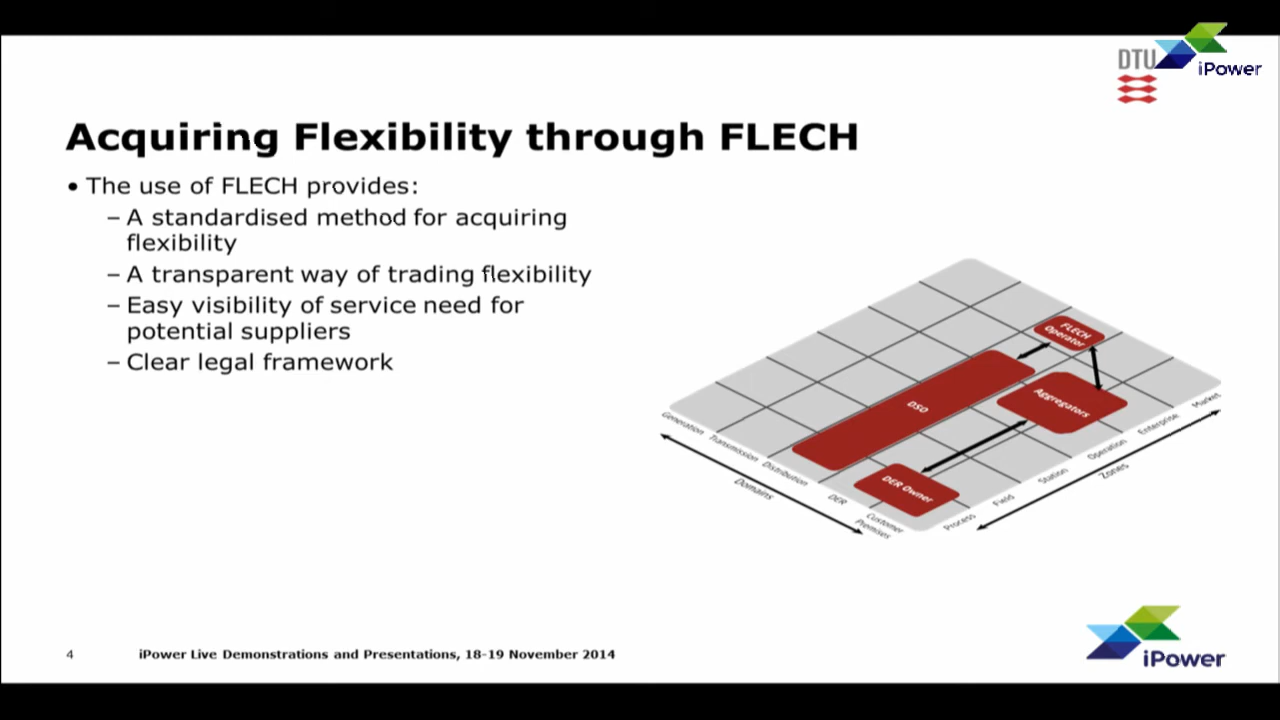 DTU
iPower
Acquiring Flexibility through FLECH
• The use of FLECH provides:
– A standardised method for acquiring
flexibility
– A transparent way of trading flexibility
– Easy visibility of service need for
potential suppliers
– Clear legal framework
FLECH
Operator
DSO
Aggregators
DER Owner
Generation
Transmission
Distribution
DER
Customer
Premises
Domains
Process
Field
Station
Operation
Enterprise
Market
Zones
4
iPower Live Demonstrations and Presentations, 18-19 November 2014
iPower